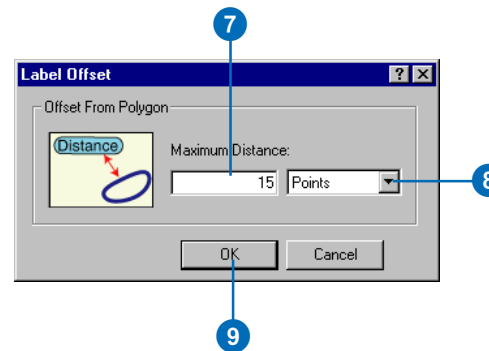 7
Label Offset
Offset From Polygon
Distance
Maximum Distance:
15 Points
8
OK Cancel
9